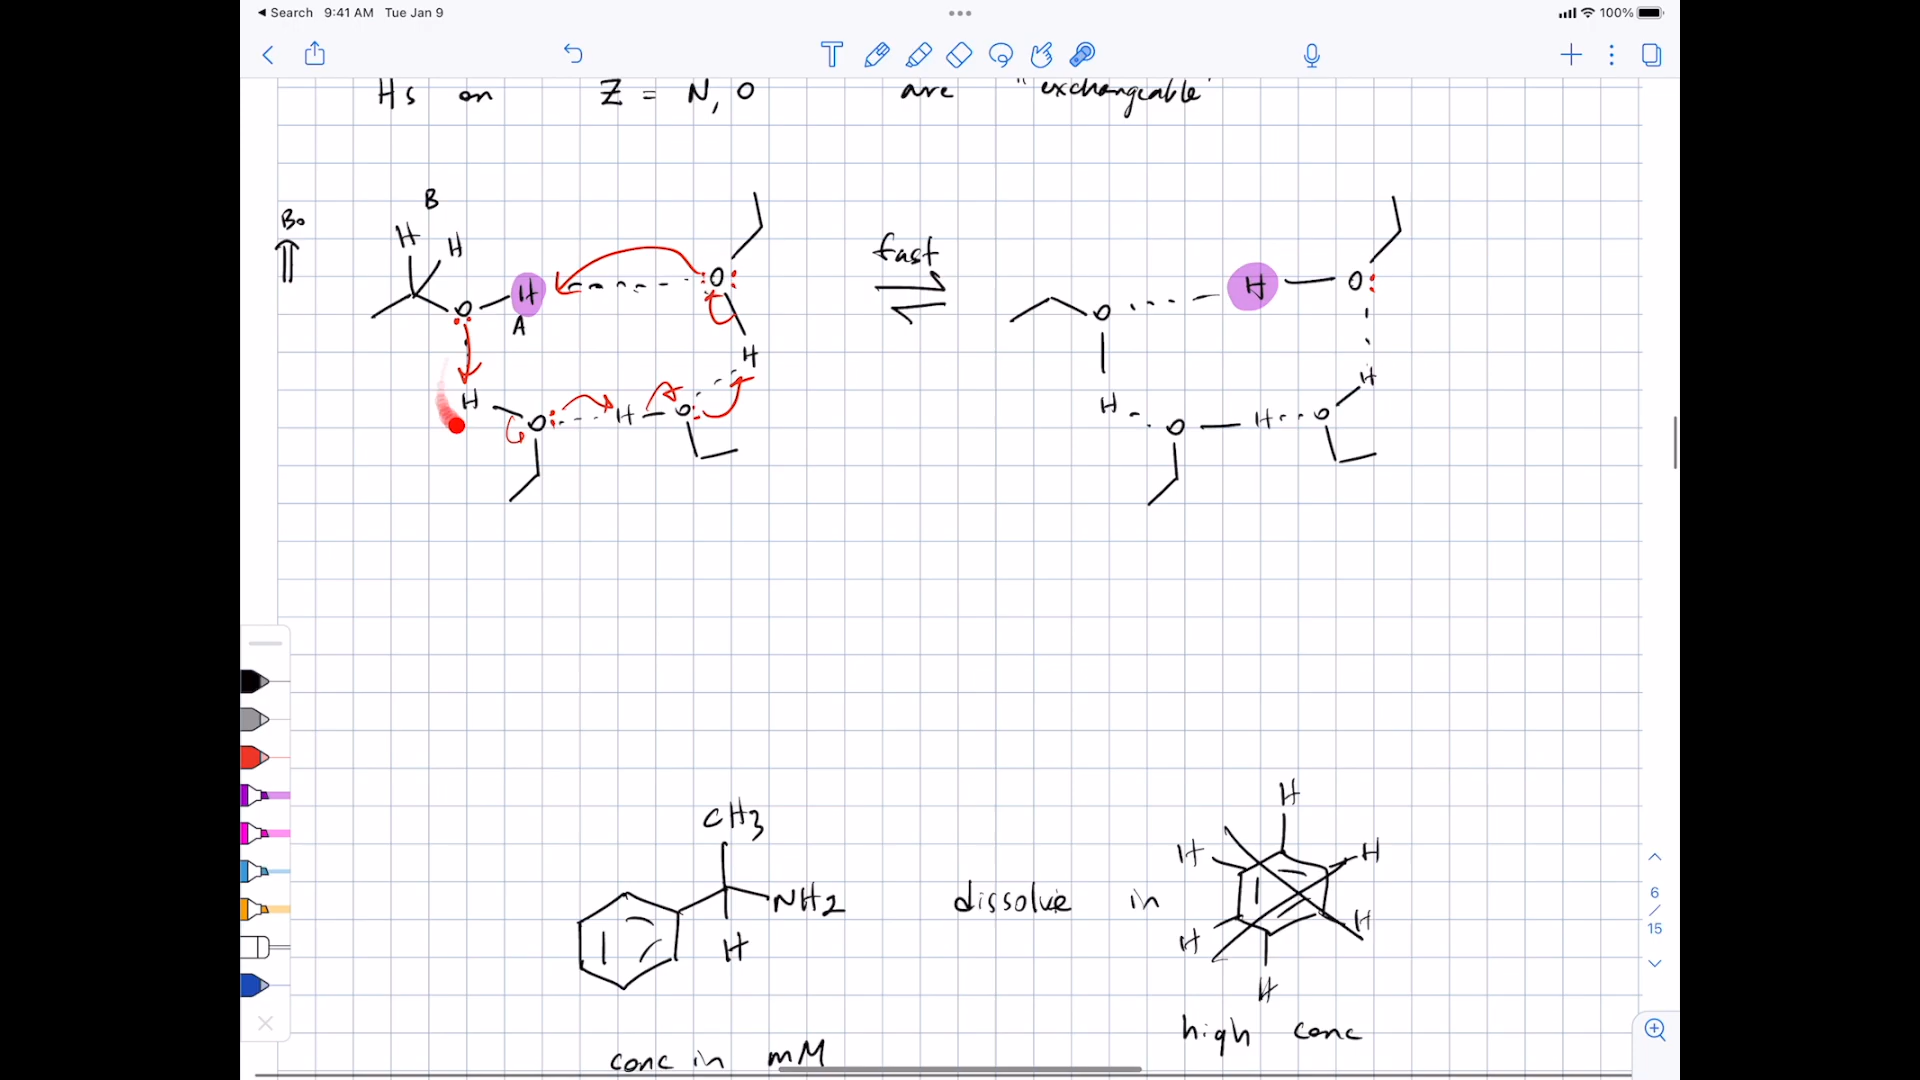 Search 9:41 AM Tue Jan 9
100%
T
Hs on Z = N, O are "exchangeable"
B
B₀
H H
O H O
A
H
H O H O
fast
H O
O
H
H O H O
CH3
NH2
H
dissolve in
H
H H
H H
H
high conc
conc in mM
6
/
15